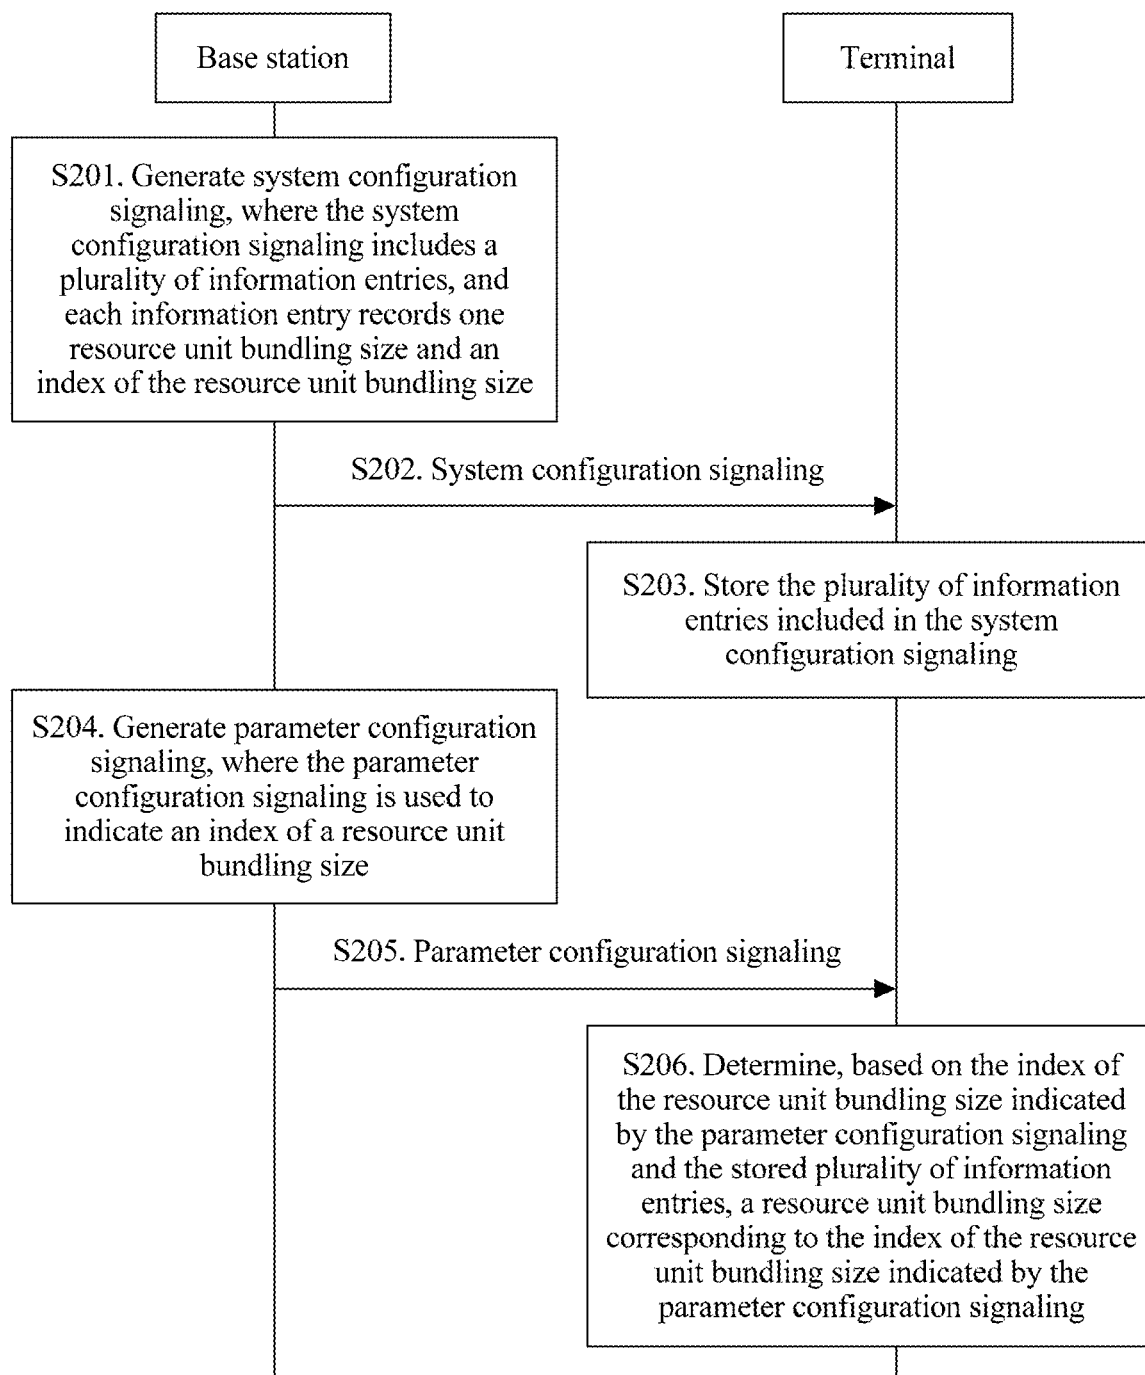 Base station
Terminal
S201. Generate system configuration
signaling, where the system
configuration signaling includes a
plurality of information entries, and
each information entry records one
resource unit bundling size and an
index of the resource unit bundling size
S202. System configuration signaling
S203. Store the plurality of information
entries included in the system
configuration signaling
S204. Generate parameter configuration
signaling, where the parameter
configuration signaling is used to
indicate an index of a resource unit
bundling size
S205. Parameter configuration signaling
S206. Determine, based on the index of
the resource unit bundling size indicated
by the parameter configuration signaling
and the stored plurality of information
entries, a resource unit bundling size
corresponding to the index of the resource
unit bundling size indicated by the
parameter configuration signaling